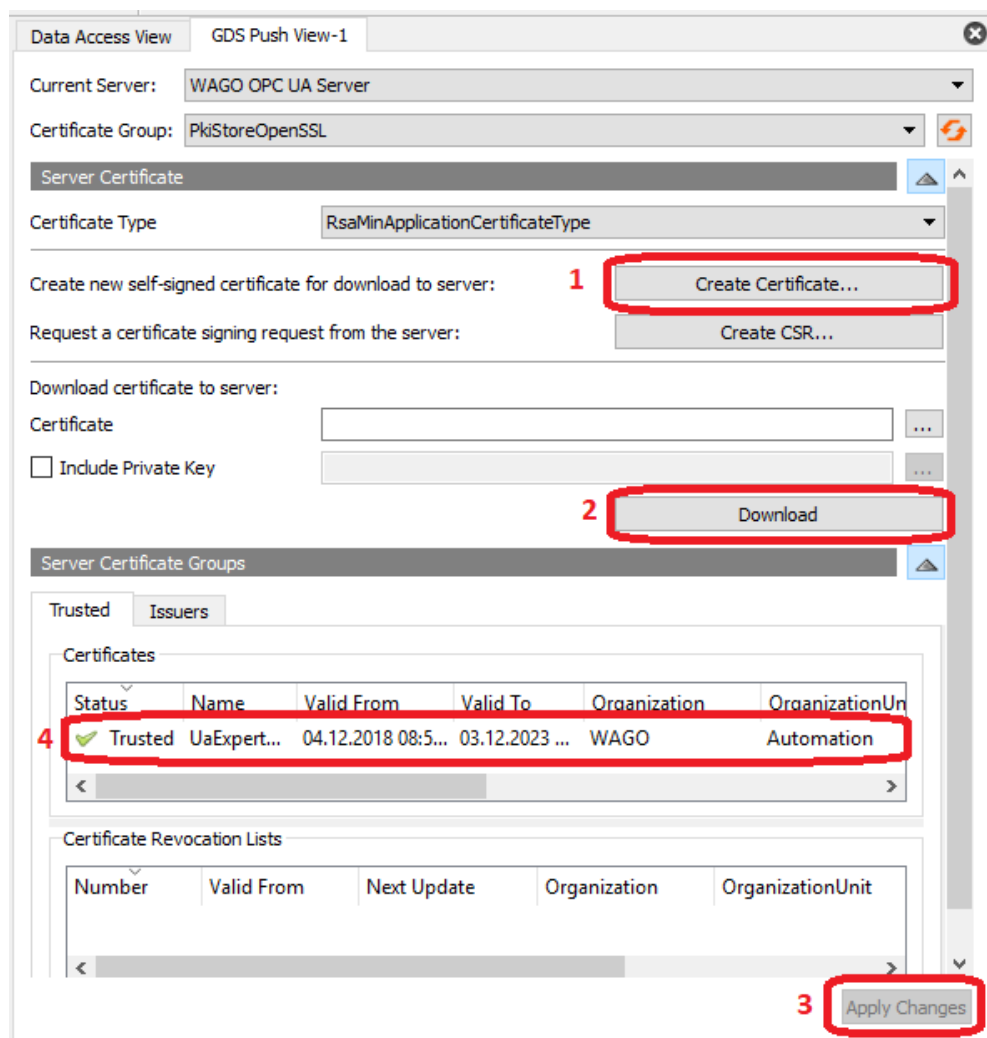 Data Access View GDS Push View-1
Current Server: WAGO OPC UA Server
Certificate Group: PkiStoreOpenSSL
Server Certificate
Certificate Type RsaMinApplicationCertificateType
Create new self-signed certificate for download to server: 1 Create Certificate...
Request a certificate signing request from the server: Create CSR...
Download certificate to server:
Certificate ...
Include Private Key ...
2 Download
Server Certificate Groups
Trusted Issuers
Certificates
Status Name Valid From Valid To Organization OrganizationUn
4 Trusted UaExpert... 04.12.2018 08:5... 03.12.2023 ... WAGO Automation
Certificate Revocation Lists
Number Valid From Next Update Organization OrganizationUnit
3 Apply Changes